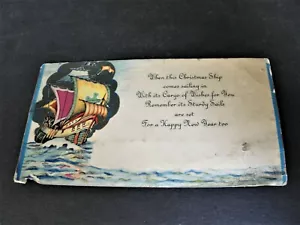 When this Christmas Ship
comes sailing in
With its Cargo of Wishes for You
Remember its Sturdy Sails
are set
For a Happy New Year too